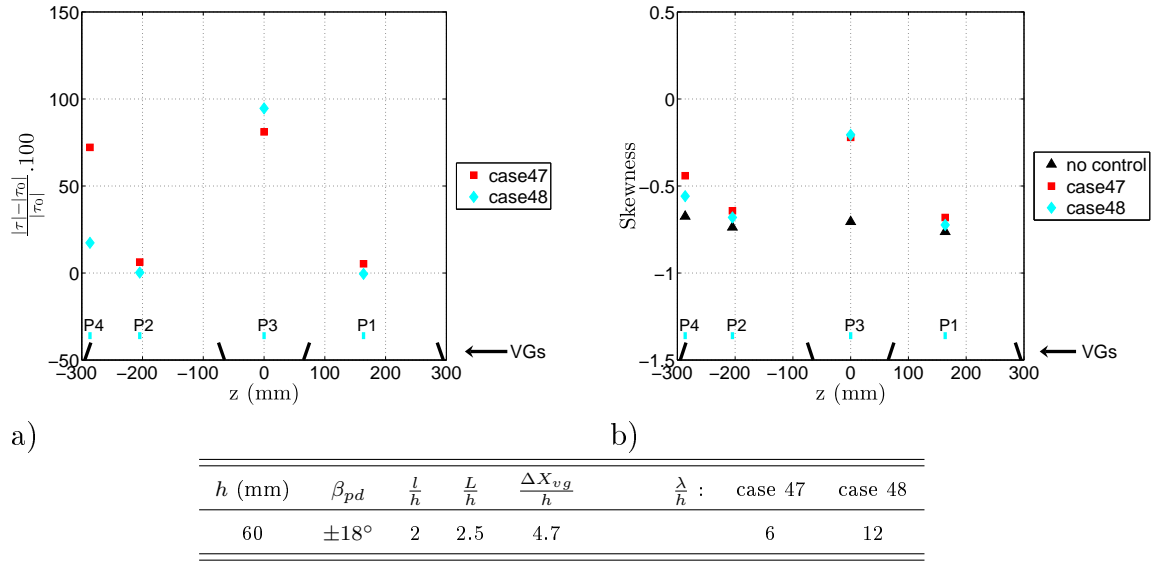 150
100
50
0
−50
|τ|−|τ₀| / |τ₀| .100
P4 P2 P3 P1
−300 −200 −100 0 100 200 300
z (mm)
case47
case48
VGs
a)
0.5
0
−0.5
−1
−1.5
Skewness
P4 P2 P3 P1
−300 −200 −100 0 100 200 300
z (mm)
no control
case47
case48
VGs
b)
h (mm) β_pd l/h L/h ΔX_vg/h λ/h : case 47 case 48
60 ±18° 2 2.5 4.7 6 12